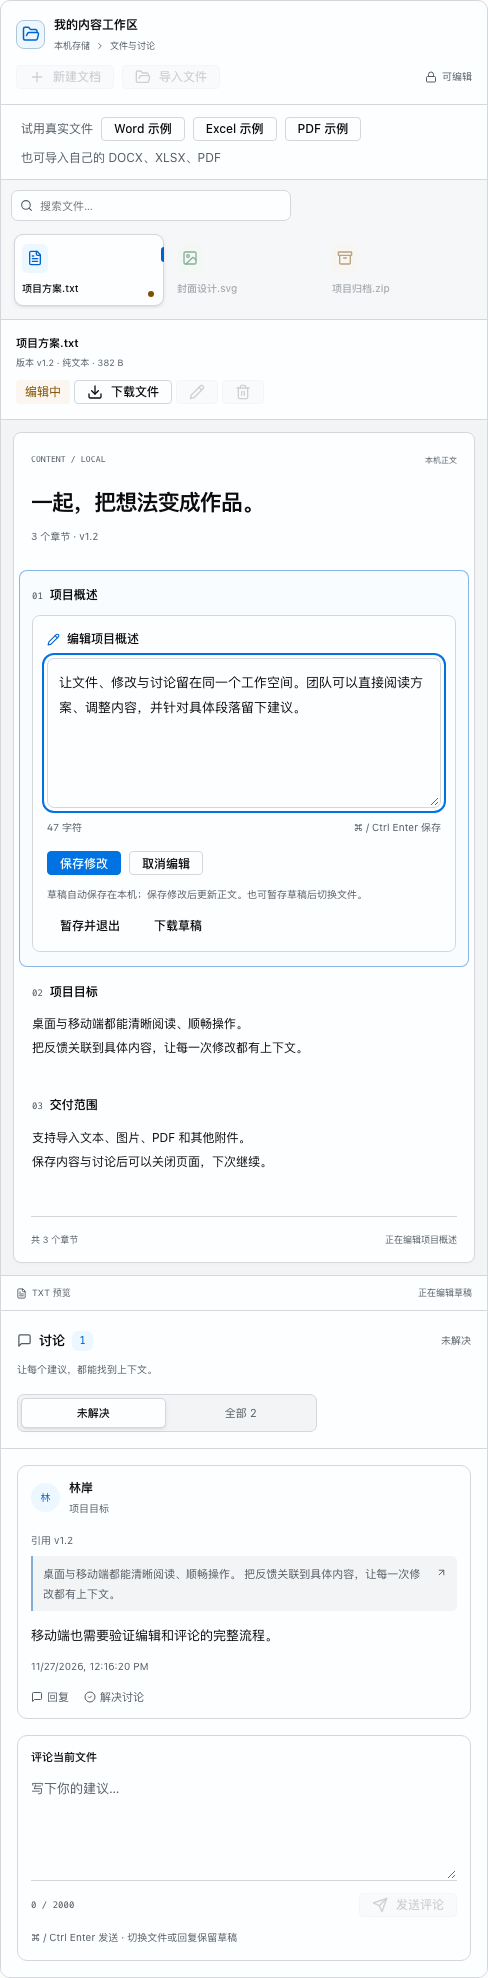 我的内容工作区
本机存储 › 文件与讨论
新建文档 导入文件 可编辑
试用真实文件 Word 示例 Excel 示例 PDF 示例
也可导入自己的 DOCX、XLSX、PDF
搜索文件...
项目方案.txt 封面设计.svg 项目归档.zip
项目方案.txt
版本 v1.2 · 纯文本 · 382 B
编辑中 下载文件
CONTENT / LOCAL 本机正文
一起，把想法变成作品。
3 个章节 · v1.2
01 项目概述
编辑项目概述
让文件、修改与讨论留在同一个工作空间。团队可以直接阅读方
案、调整内容，并针对具体段落留下建议。
47 字符 ⌘ / Ctrl Enter 保存
保存修改 取消编辑
草稿自动保存在本机；保存修改后更新正文。也可暂存草稿后切换文件。
暂存并退出 下载草稿
02 项目目标
桌面与移动端都能清晰阅读、顺畅操作。
把反馈关联到具体内容，让每一次修改都有上下文。
03 交付范围
支持导入文本、图片、PDF 和其他附件。
保存内容与讨论后可以关闭页面，下次继续。
共 3 个章节 正在编辑项目概述
TXT 预览 正在编辑草稿
讨论 1 未解决
让每个建议，都能找到上下文。
未解决 全部 2
林 林岸
项目目标
引用 v1.2
桌面与移动端都能清晰阅读、顺畅操作。 把反馈关联到具体内容，让每一次修
改都有上下文。
移动端也需要验证编辑和评论的完整流程。
11/27/2026, 12:16:20 PM
回复 解决讨论
评论当前文件
写下你的建议...
0 / 2000 发送评论
⌘ / Ctrl Enter 发送 · 切换文件或回复保留草稿